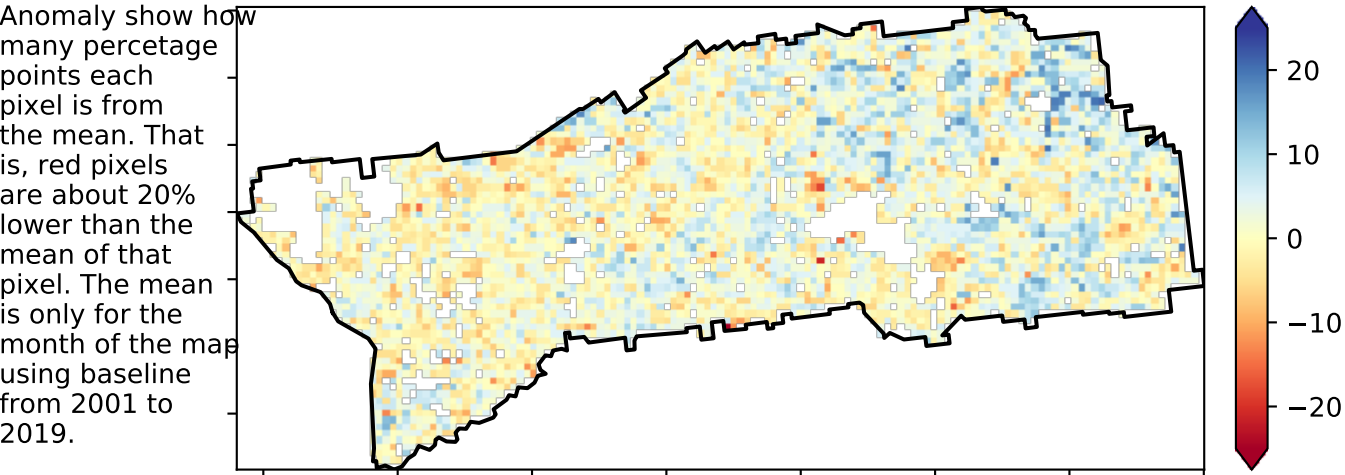 Anomaly show how
many percetage
points each
pixel is from
the mean. That
is, red pixels
are about 20%
lower than the
mean of that
pixel. The mean
is only for the
month of the map
using baseline
from 2001 to
2019.
20
10
0
−10
−20